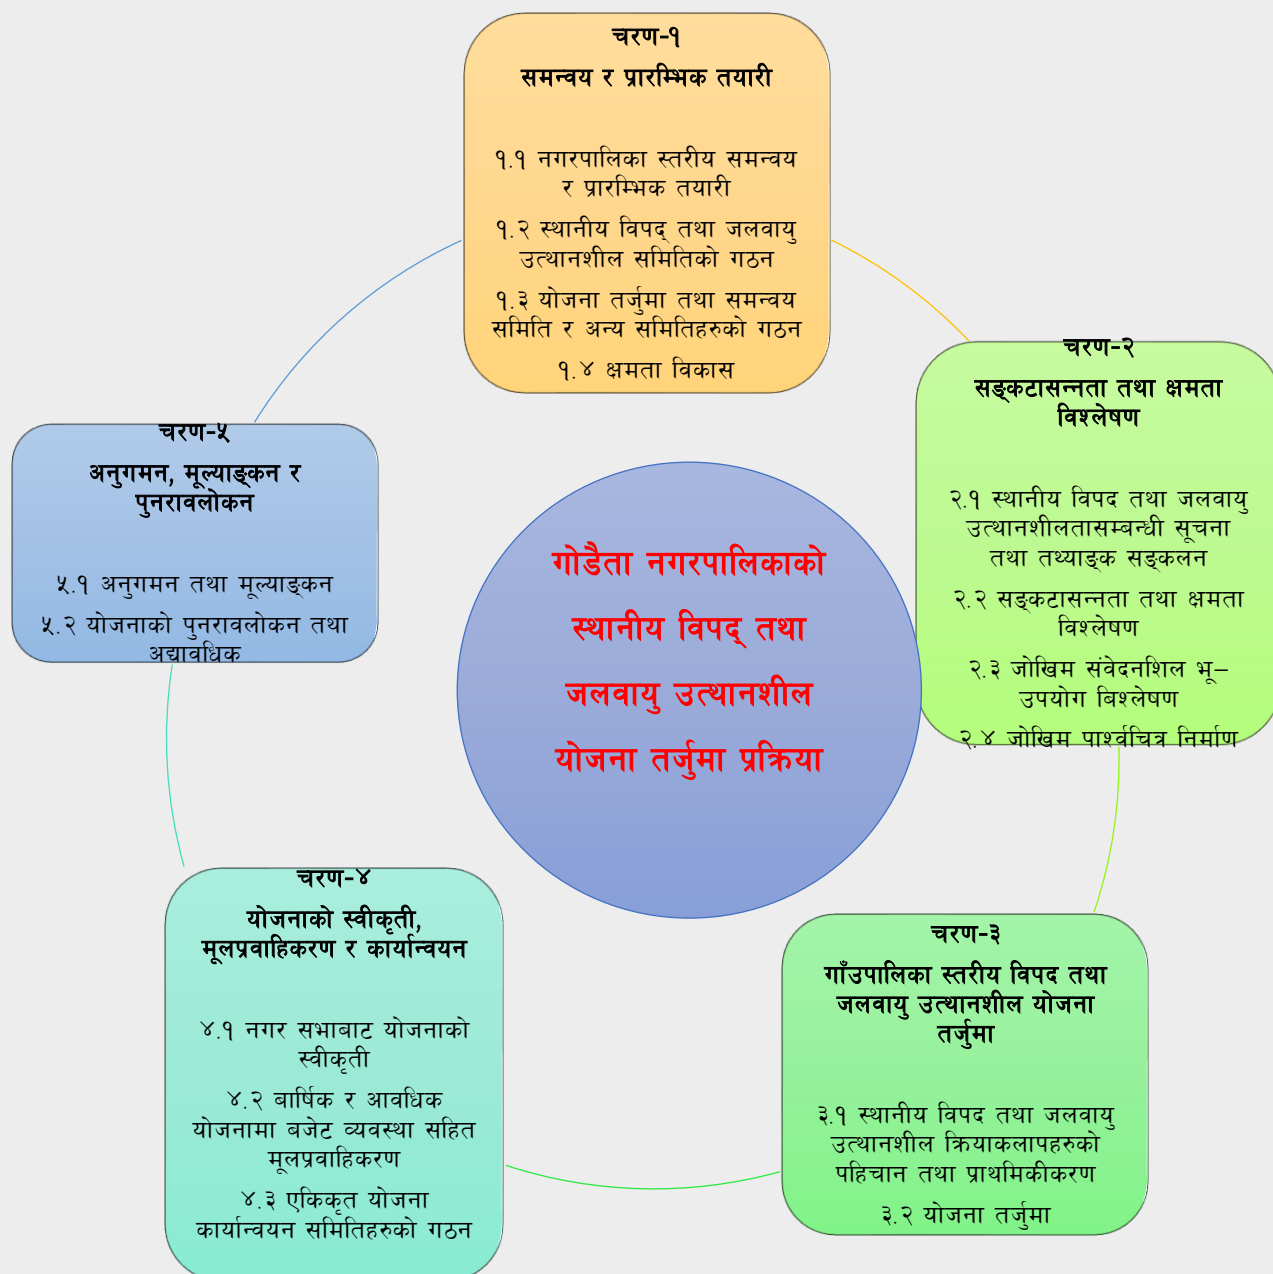 चरण-१
समन्वय र प्रारम्भिक तयारी
१.१ नगरपालिका स्तरीय समन्वय
र प्रारम्भिक तयारी
१.२ स्थानीय विपद् तथा जलवायु
उत्थानशील समितिको गठन
१.३ योजना तर्जुमा तथा समन्वय
समिति र अन्य समितिहरुको गठन
१.४ क्षमता विकास
चरण-२
सङ्कटासन्नता तथा क्षमता
विश्लेषण
२.१ स्थानीय विपद तथा जलवायु
उत्थानशीलतासम्बन्धी सूचना
तथा तथ्याङ्क सङ्कलन
२.२ सङ्कटासन्नता तथा क्षमता
विश्लेषण
२.३ जोखिम संवेदनशिल भू–
उपयोग बिश्लेषण
२.४ जोखिम पार्श्वचित्र निर्माण
चरण-३
गाँउपालिका स्तरीय विपद तथा
जलवायु उत्थानशील योजना
तर्जुमा
३.१ स्थानीय विपद तथा जलवायु
उत्थानशील क्रियाकलापहरुको
पहिचान तथा प्राथमिकीकरण
३.२ योजना तर्जुमा
चरण-४
योजनाको स्वीकृती,
मूलप्रवाहिकरण र कार्यान्वयन
४.१ नगर सभाबाट योजनाको
स्वीकृती
४.२ बार्षिक र आवधिक
योजनामा बजेट व्यवस्था सहित
मूलप्रवाहिकरण
४.३ एकिकृत योजना
कार्यान्वयन समितिहरुको गठन
चरण-५
अनुगमन, मूल्याङ्कन र
पुनरावलोकन
५.१ अनुगमन तथा मूल्याङ्कन
५.२ योजनाको पुनरावलोकन तथा
अद्यावधिक
गोडैता नगरपालिकाको
स्थानीय विपद् तथा
जलवायु उत्थानशील
योजना तर्जुमा प्रक्रिया